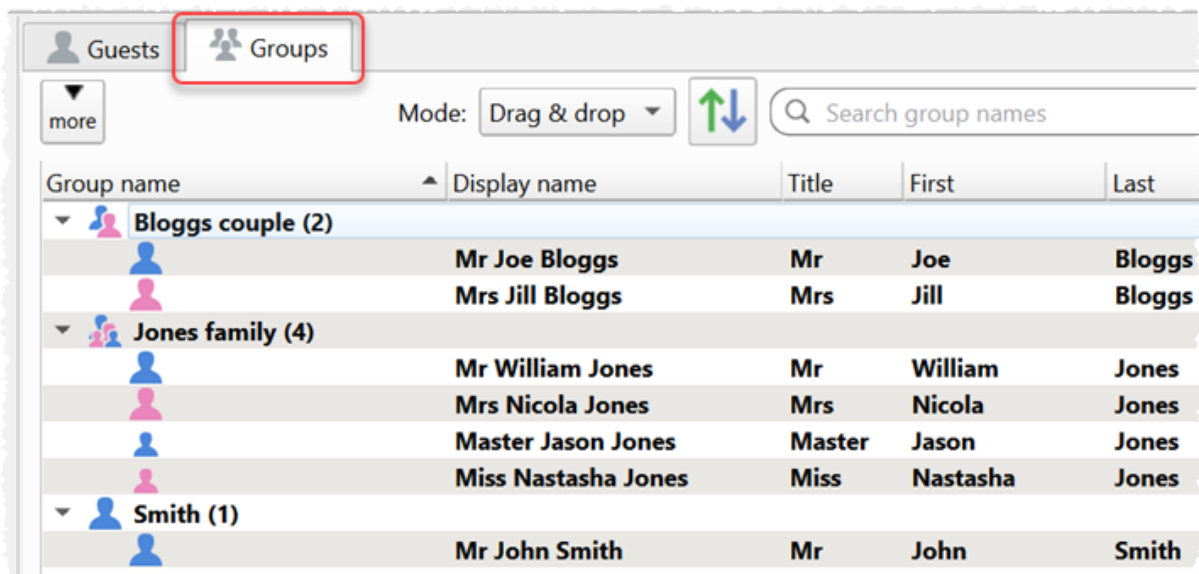 Guests Groups
more Mode: Drag & drop Search group names
Group name Display name Title First Last
Bloggs couple (2)
Mr Joe Bloggs Mr Joe Bloggs
Mrs Jill Bloggs Mrs Jill Bloggs
Jones family (4)
Mr William Jones Mr William Jones
Mrs Nicola Jones Mrs Nicola Jones
Master Jason Jones Master Jason Jones
Miss Nastasha Jones Miss Nastasha Jones
Smith (1)
Mr John Smith Mr John Smith